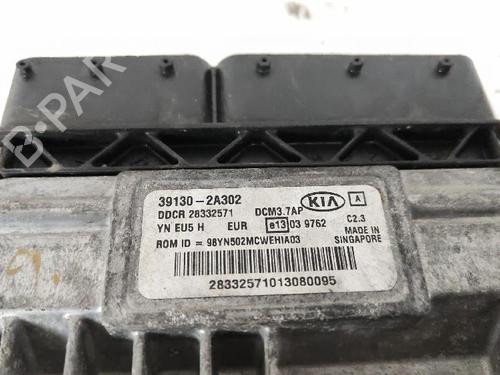 B-PARTS
39130 - 2A302
DDCR 28332571 DCM3.7AP KIA A
YN EU5 H EUR e13 03 9762 C2.3
ROM ID = 98YN502MCWEHIA03 MADE IN SINGAPORE
28332571013080095